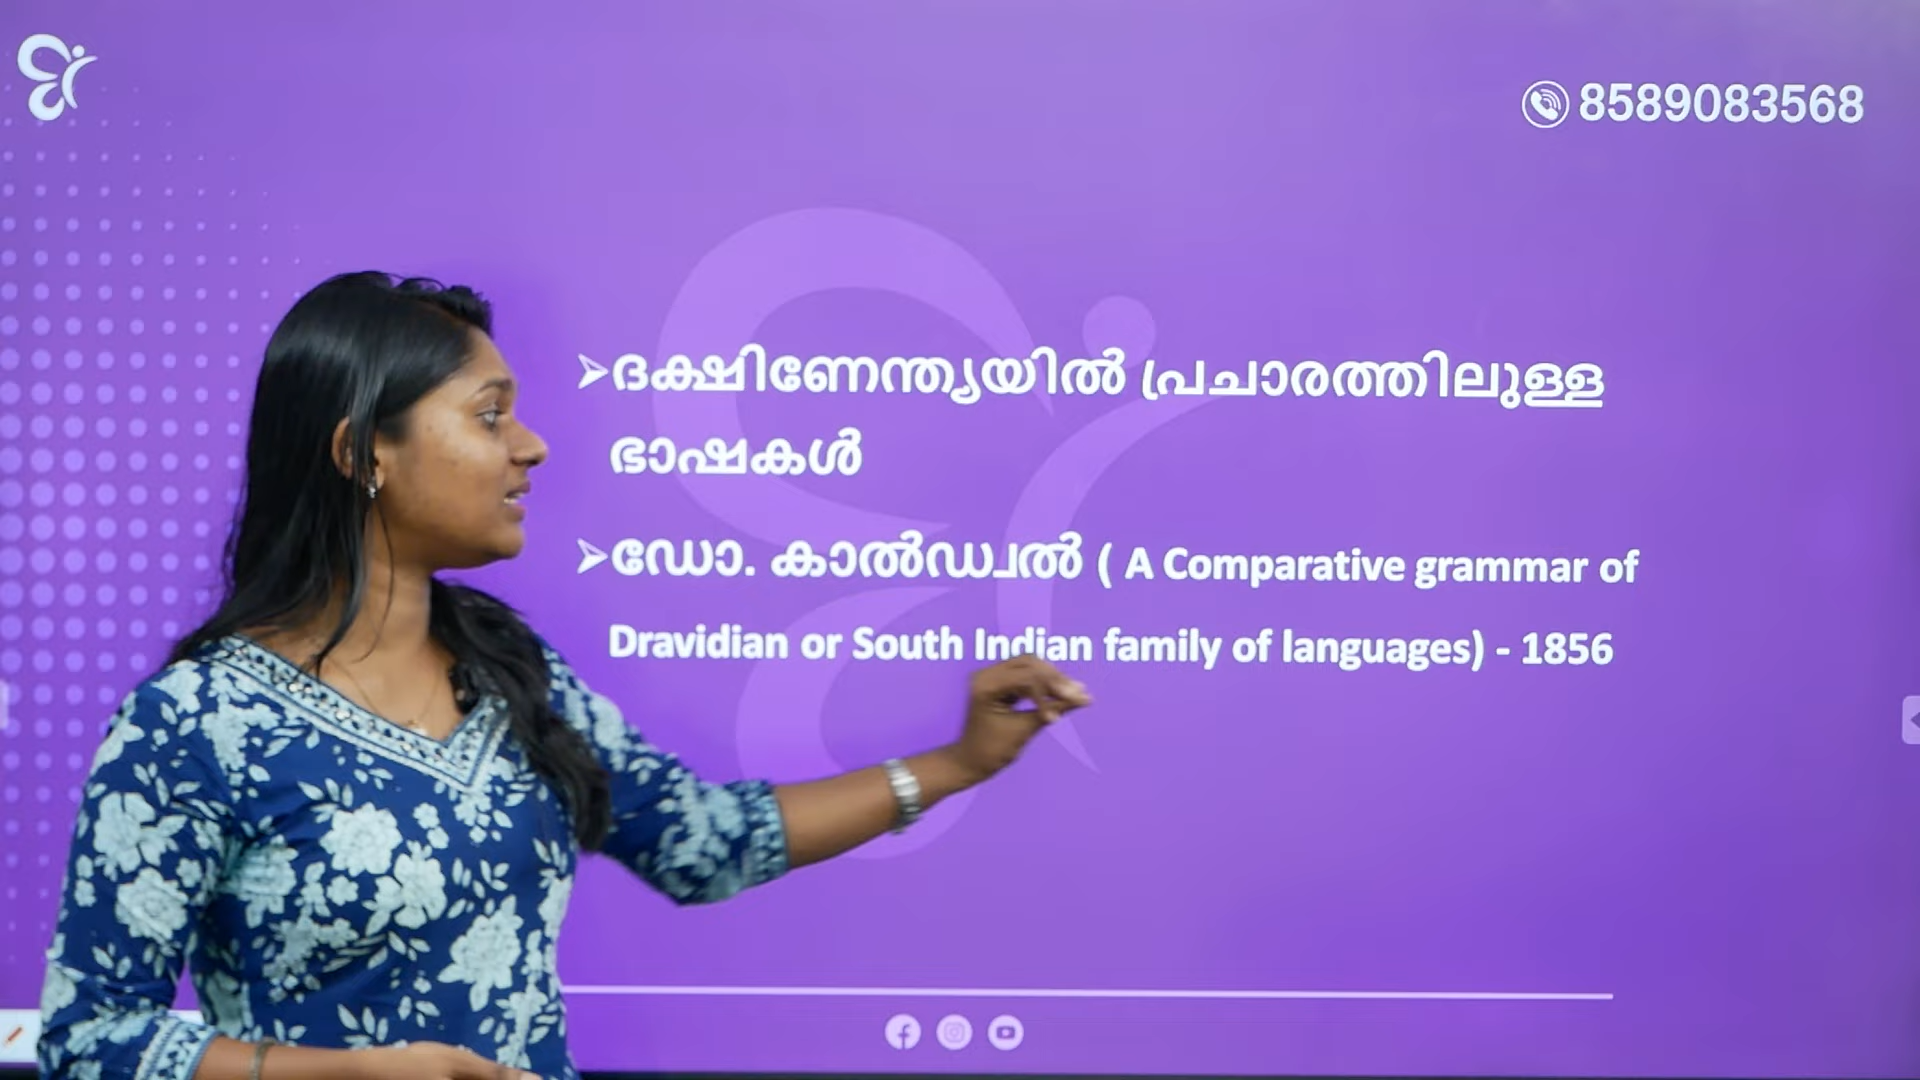 8589083568
➢ദക്ഷിണേന്ത്യയിൽ പ്രചാരത്തിലുള്ള
ഭാഷകൾ
➢ഡോ. കാൽഡ്വൽ ( A Comparative grammar of
Dravidian or South Indian family of languages) - 1856